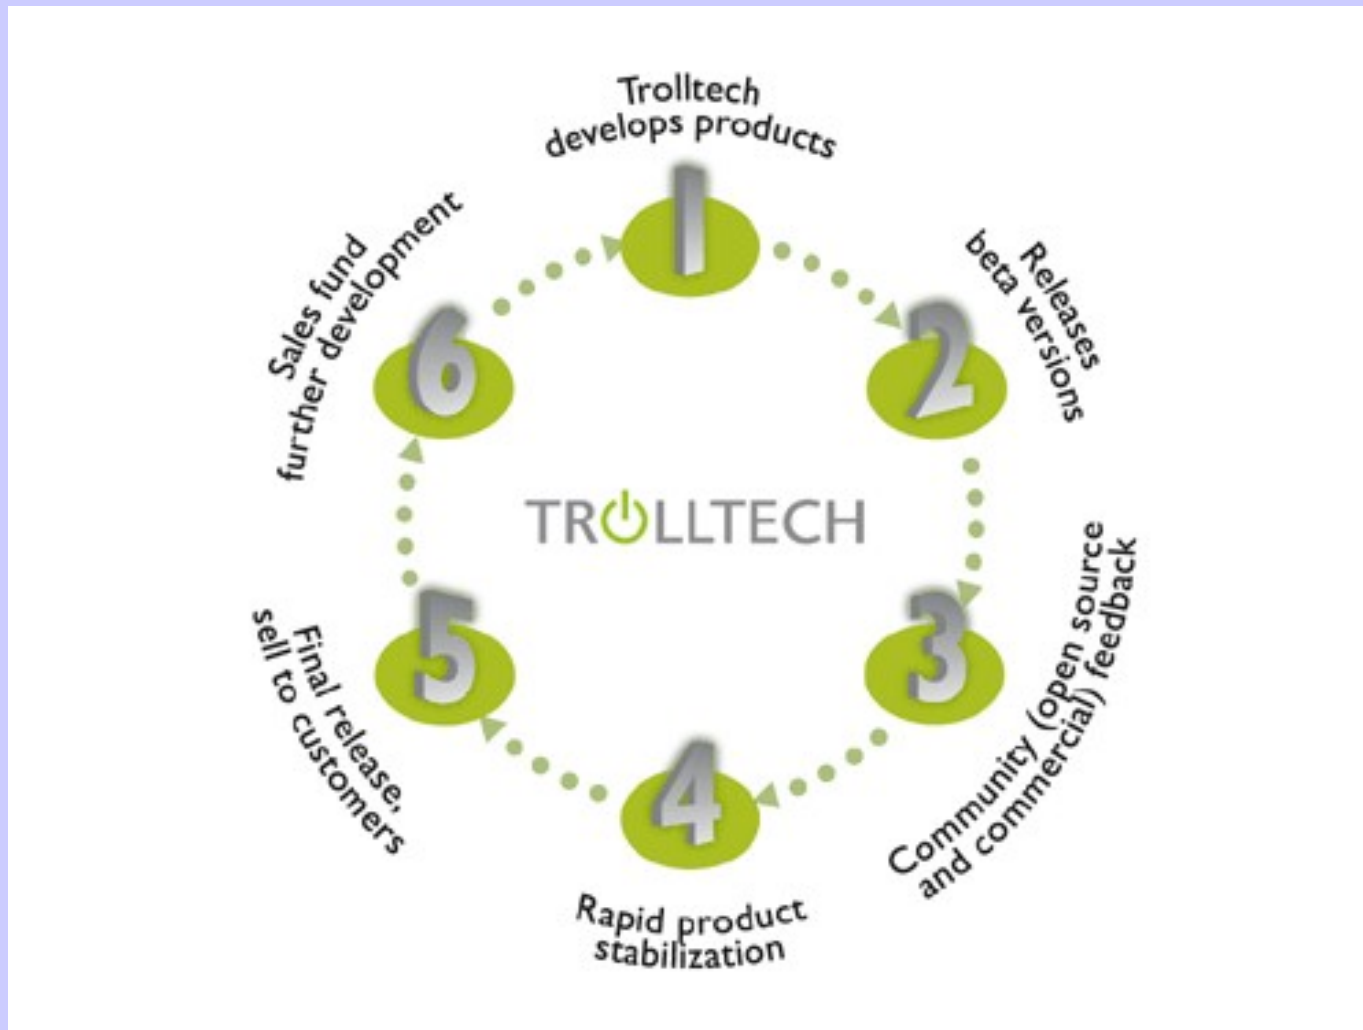 Trolltech
develops products
1
2
Releases
beta versions
3
Community (open source
and commercial) feedback
4
Rapid product
stabilization
5
Final release,
sell to customers
6
Sales fund
further development
TROLLTECH